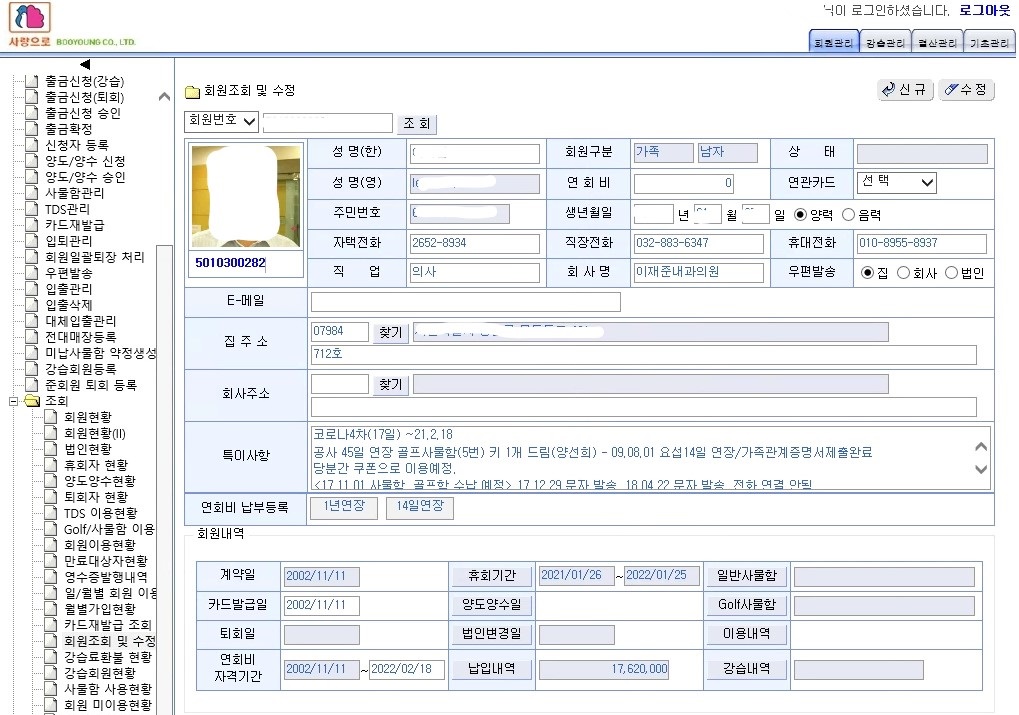 닉이 로그인하셨습니다. 로그아웃
사랑으로 BOOYOUNG CO., LTD.
회원관리 강습관리 결산관리 기초관리
출금신청(강습)
출금신청(퇴회)
출금신청 승인
출금확정
신청자 등록
양도/양수 신청
양도/양수 승인
사물함관리
TDS관리
카드재발급
입퇴관리
회원일괄퇴장 처리
우편발송
입출관리
입출삭제
대체입출관리
전대매장등록
미납사물함 약정생성
강습회원등록
준회원 퇴회 등록
조회
회원현황
회원현황(II)
법인현황
휴회자 현황
양도양수현황
퇴회자 현황
TDS 이용현황
Golf/사물함 이용
회원이용현황
만료대상자현황
영수증발행내역
일/월별 회원 이용
월별가입현황
카드재발급 조회
회원조회 및 수정
강습료환불 현황
강습회원현황
사물함 사용현황
회원 미이용현황
회원조회 및 수정 신 규 수 정
회원번호 조 회
성 명(한) 회원구분 가족 남자 상 태
성 명(영) 연 회 비 0 연관카드 선 택
주민번호 생년월일 년 월 일 양력 음력
5010300282
자택전화 2652-8934 직장전화 032-883-6347 휴대전화 010-8955-8937
직 업 의사 회 사 명 이재준내과의원 우편발송 집 회사 법인
E-메일
집 주 소 07984 찾기
712호
회사주소 찾기
특이사항 코로나4차(17일) ~21.2.18
공사 45일 연장 골프사물함(5번) 키 1개 드림(양선희) - 09.08.01 요섭14일 연장/가족관계증명서제출완료
당분간 쿠폰으로 이용예정.
<17.11.01 사물함, 골프함 수납 예정> 17.12.29 문자 발송, 18.04.22 문자 발송, 전화 연결 안됨
연회비 납부등록 1년연장 14일연장
회원내역
계약일 2002/11/11 휴회기간 2021/01/26 ~ 2022/01/25 일반사물함
카드발급일 2002/11/11 양도양수일 Golf사물함
퇴회일 법인변경일 이용내역
연회비 자격기간 2002/11/11 ~ 2022/02/18 납입내역 17,620,000 강습내역